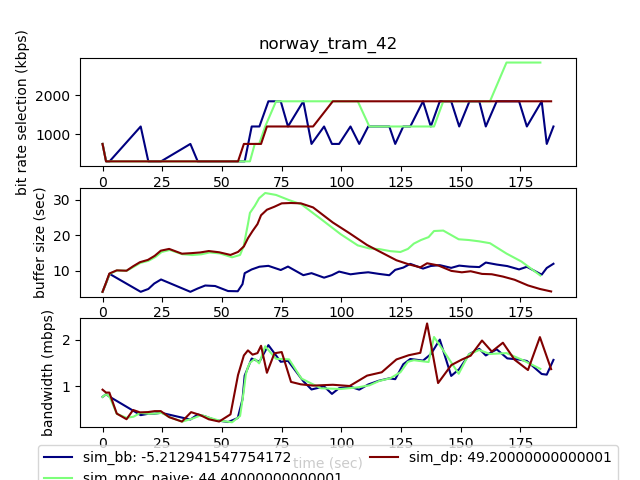 norway_tram_42
bit rate selection (kbps)
2000
1000
0 25 50 75 100 125 150 175
buffer size (sec)
30
20
10
0 25 50 75 100 125 150 175
bandwidth (mbps)
2
1
0 25 50 75 100 125 150 175
time (sec)
sim_bb: -5.212941547754172
sim_dp: 49.20000000000001
sim_mpc_naive: 44.40000000000001